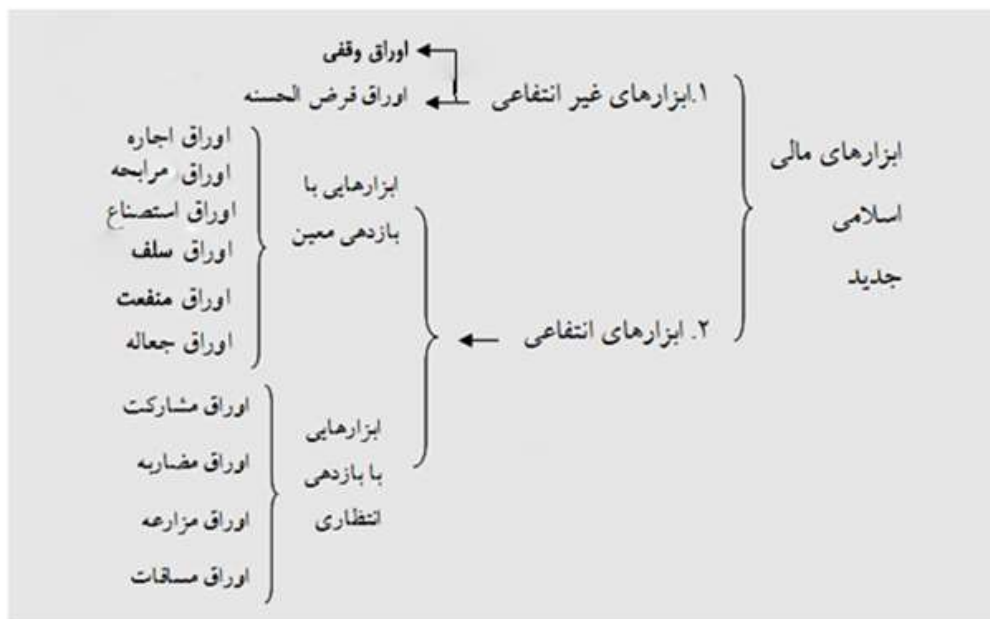 ابزارهای مالی
اسلامی
جدید
۱.ابزارهای غیر انتفاعی
اوراق وقفی
اوراق قرض الحسنه
۲. ابزارهای انتفاعی
ابزارهایی با
بازدهی معین
اوراق اجاره
اوراق مرابحه
اوراق استصناع
اوراق سلف
اوراق منفعت
اوراق جعاله
ابزارهایی
با بازدهی
انتظاری
اوراق مشارکت
اوراق مضاربه
اوراق مزارعه
اوراق مساقات